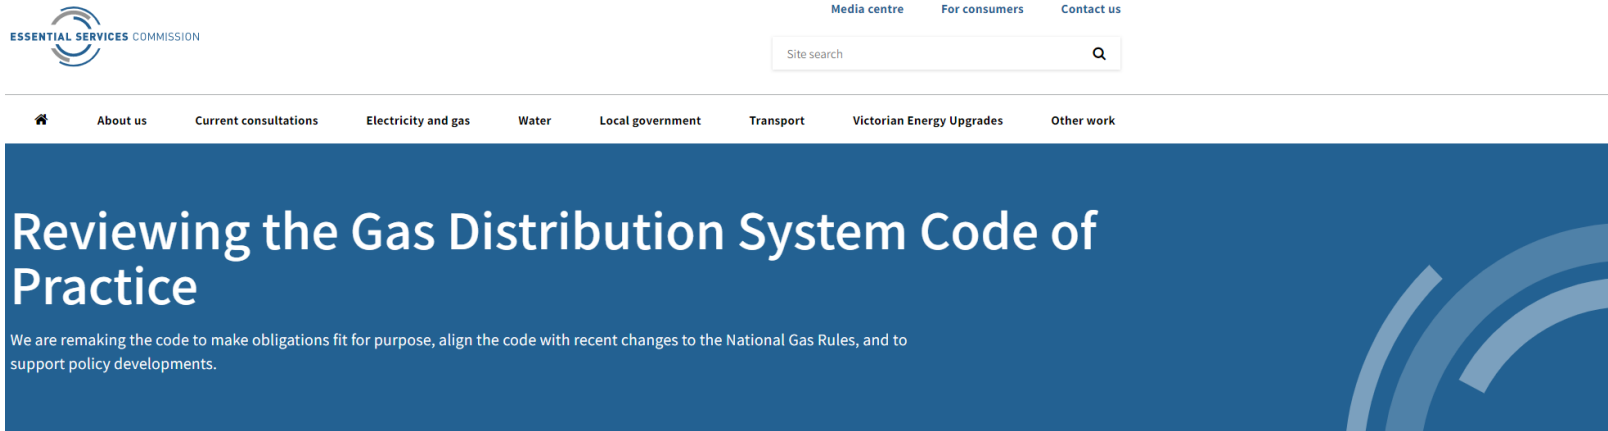 Media centre For consumers Contact us
ESSENTIAL SERVICES COMMISSION
Site search
About us Current consultations Electricity and gas Water Local government Transport Victorian Energy Upgrades Other work
Reviewing the Gas Distribution System Code of
Practice
We are remaking the code to make obligations fit for purpose, align the code with recent changes to the National Gas Rules, and to
support policy developments.